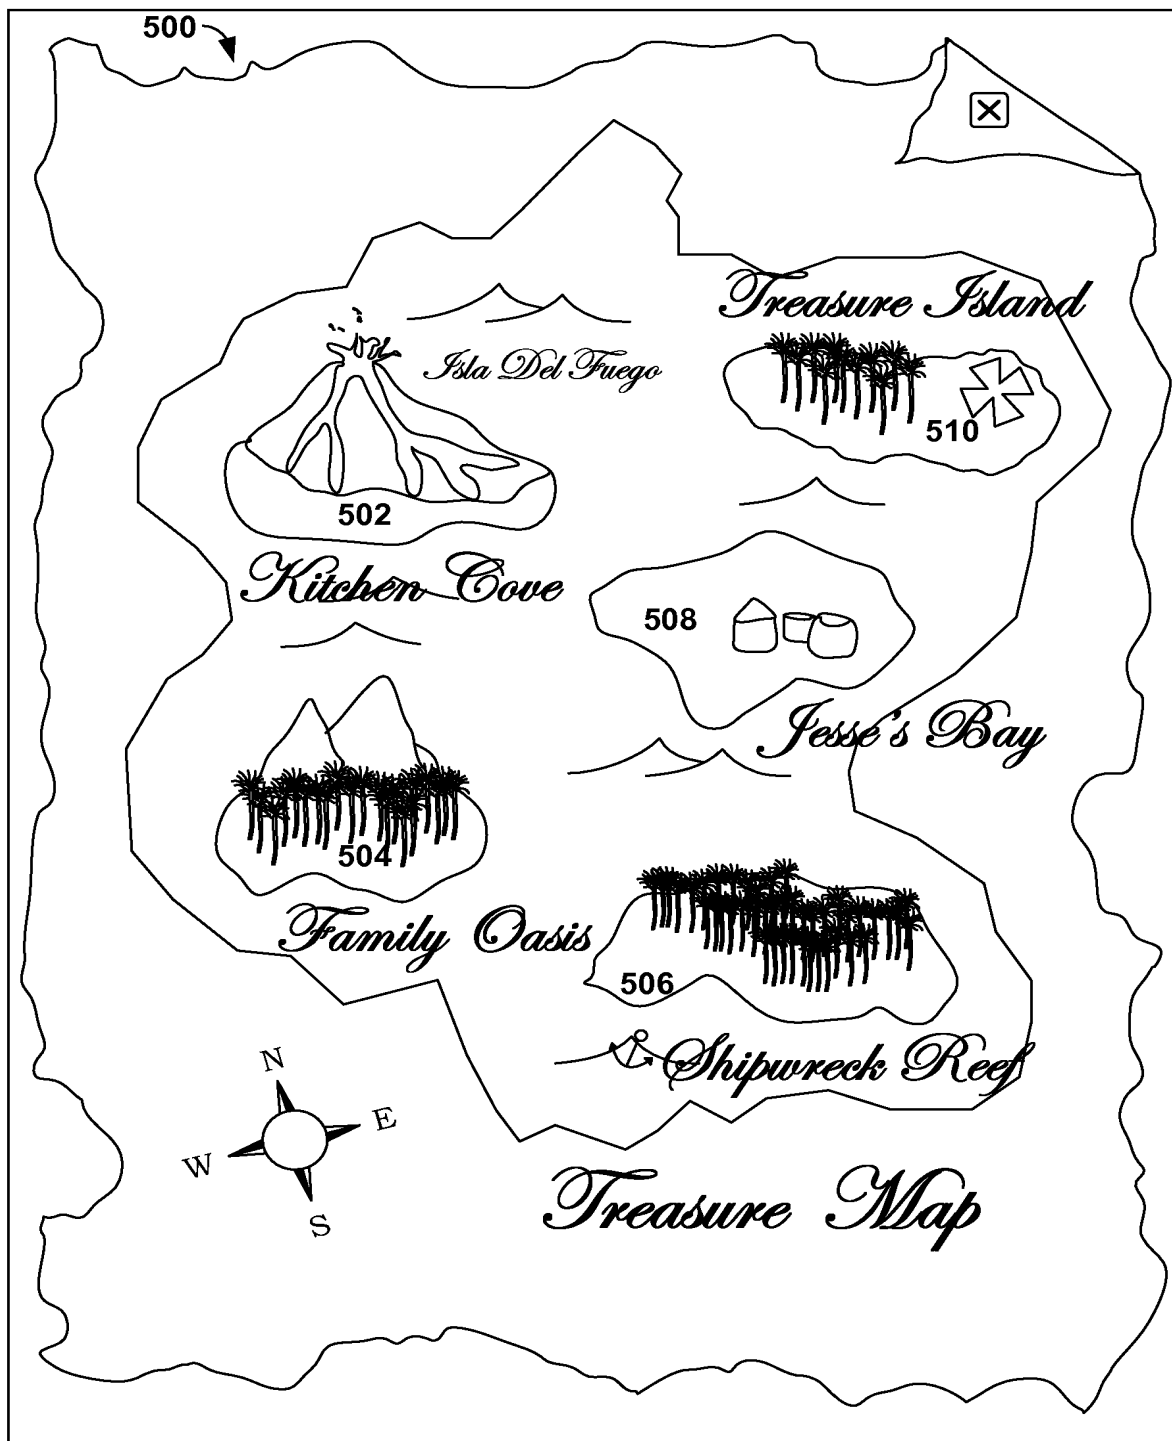 500
Treasure Island
Isla Del Fuego
510
502
Kitchen Cove
508
Jesse's Bay
504
Family Oasis
506
Shipwreck Reef
N
E
W
S
Treasure Map